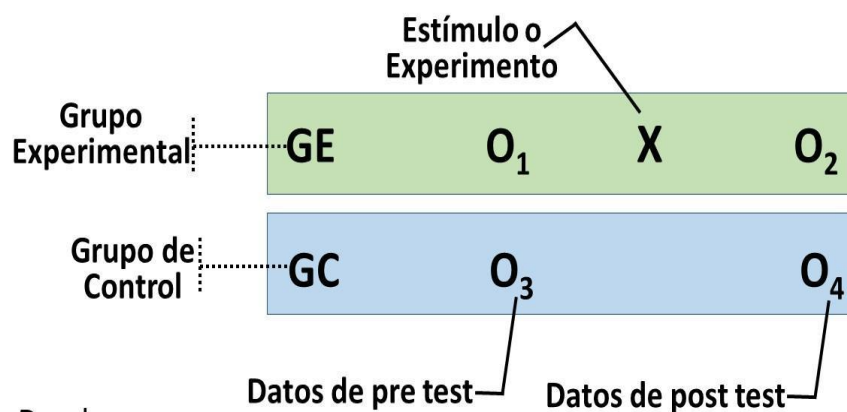 Estímulo o
Experimento
Grupo
Experimental
GE O₁ X O₂
Grupo de
Control
GC O₃ O₄
Datos de pre test
Datos de post test